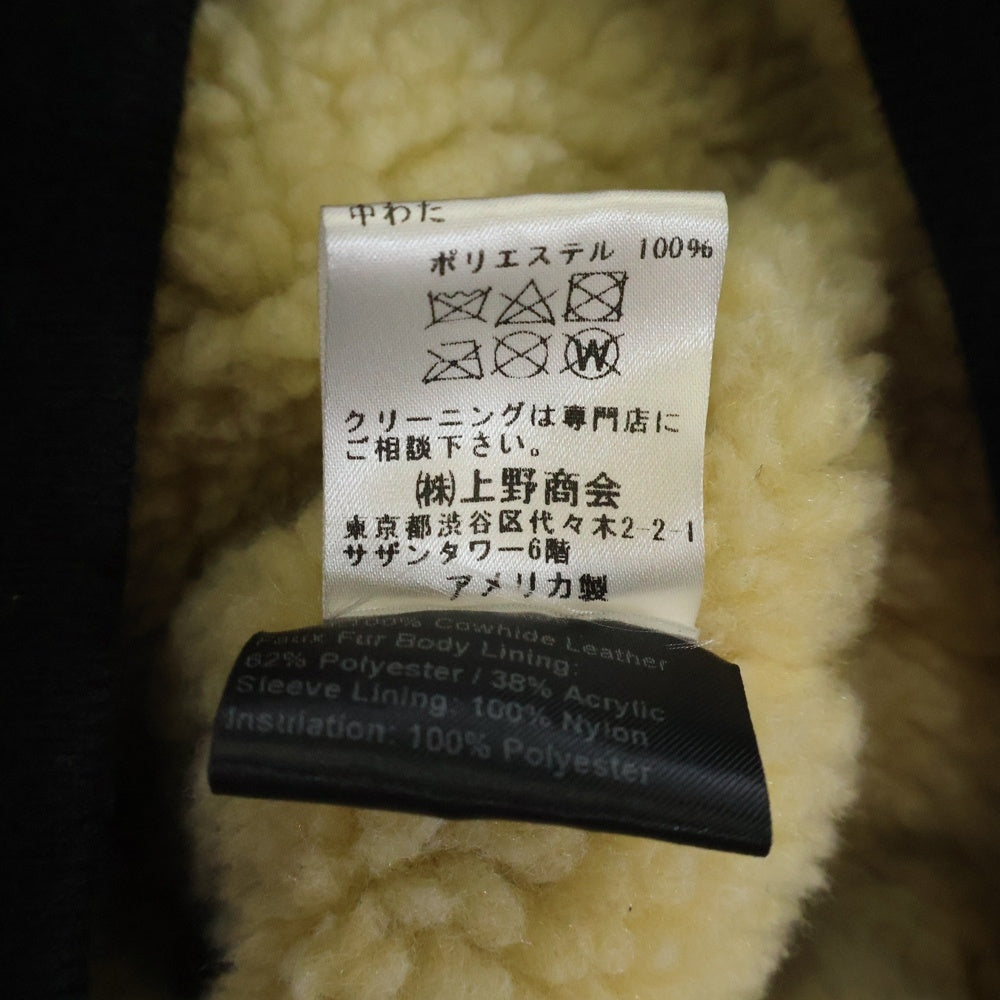 中わた
ポリエステル 100%
W
クリーニングは専門店に
ご相談下さい。
㈱上野商会
東京都渋谷区代々木2-2-1
サザンタワー6階
アメリカ製
100% Cowhide Leather
Faux Fur Body Lining:
62% Polyester / 38% Acrylic
Sleeve Lining: 100% Nylon
Insulation: 100% Polyester